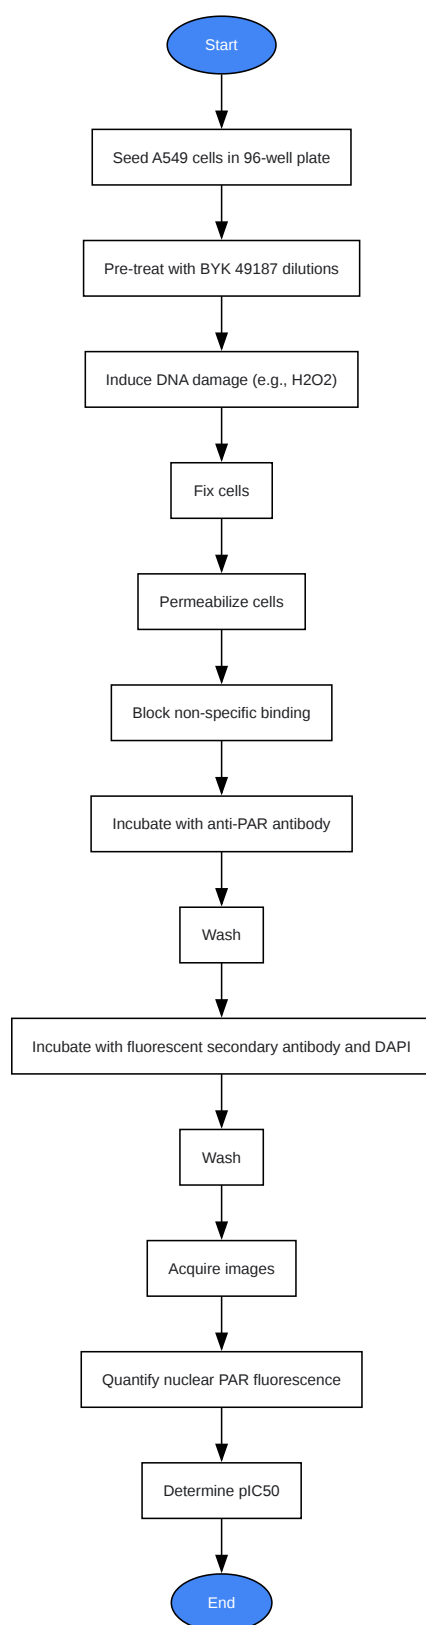 Start
Seed A549 cells in 96-well plate
Pre-treat with BYK 49187 dilutions
Induce DNA damage (e.g., H2O2)
Fix cells
Permeabilize cells
Block non-specific binding
Incubate with anti-PAR antibody
Wash
Incubate with fluorescent secondary antibody and DAPI
Wash
Acquire images
Quantify nuclear PAR fluorescence
Determine pIC50
End